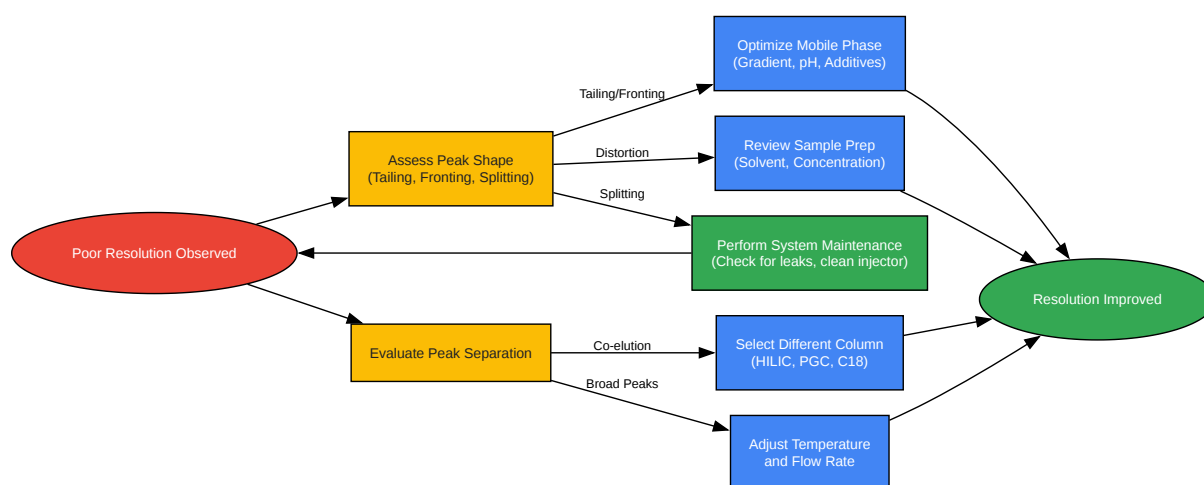 Optimize Mobile Phase
(Gradient, pH, Additives)
Tailing/Fronting
Assess Peak Shape
(Tailing, Fronting, Splitting)
Distortion
Review Sample Prep
(Solvent, Concentration)
Splitting
Poor Resolution Observed
Perform System Maintenance
(Check for leaks, clean injector)
Resolution Improved
Evaluate Peak Separation
Co-elution
Select Different Column
(HILIC, PGC, C18)
Broad Peaks
Adjust Temperature
and Flow Rate